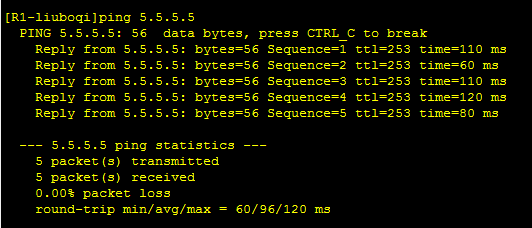 [R1-liuboqi]ping 5.5.5.5
PING 5.5.5.5: 56  data bytes, press CTRL_C to break
Reply from 5.5.5.5: bytes=56 Sequence=1 ttl=253 time=110 ms
Reply from 5.5.5.5: bytes=56 Sequence=2 ttl=253 time=60 ms
Reply from 5.5.5.5: bytes=56 Sequence=3 ttl=253 time=110 ms
Reply from 5.5.5.5: bytes=56 Sequence=4 ttl=253 time=120 ms
Reply from 5.5.5.5: bytes=56 Sequence=5 ttl=253 time=80 ms
--- 5.5.5.5 ping statistics ---
5 packet(s) transmitted
5 packet(s) received
0.00% packet loss
round-trip min/avg/max = 60/96/120 ms